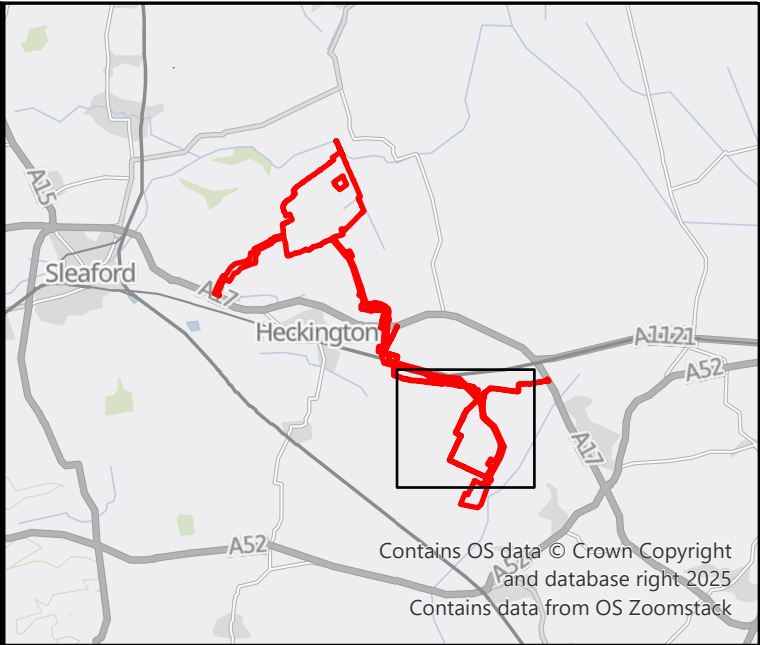 A15
Sleaford
A17
Heckington
A1121
A52
A17
A52
A52
Contains OS data © Crown Copyright
and database right 2025
Contains data from OS Zoomstack